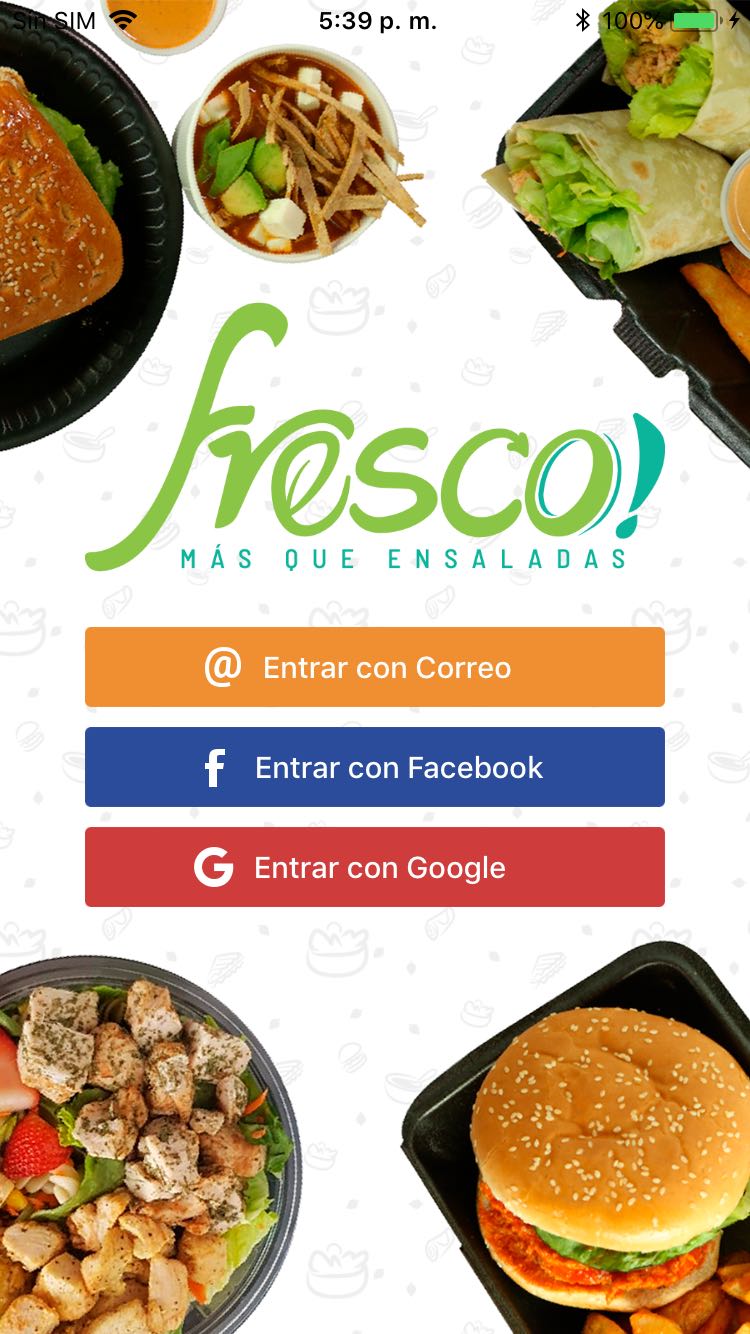 Sin SIM 5:39 p. m. 100%
fresco!
MÁS QUE ENSALADAS
@ Entrar con Correo
f Entrar con Facebook
G Entrar con Google